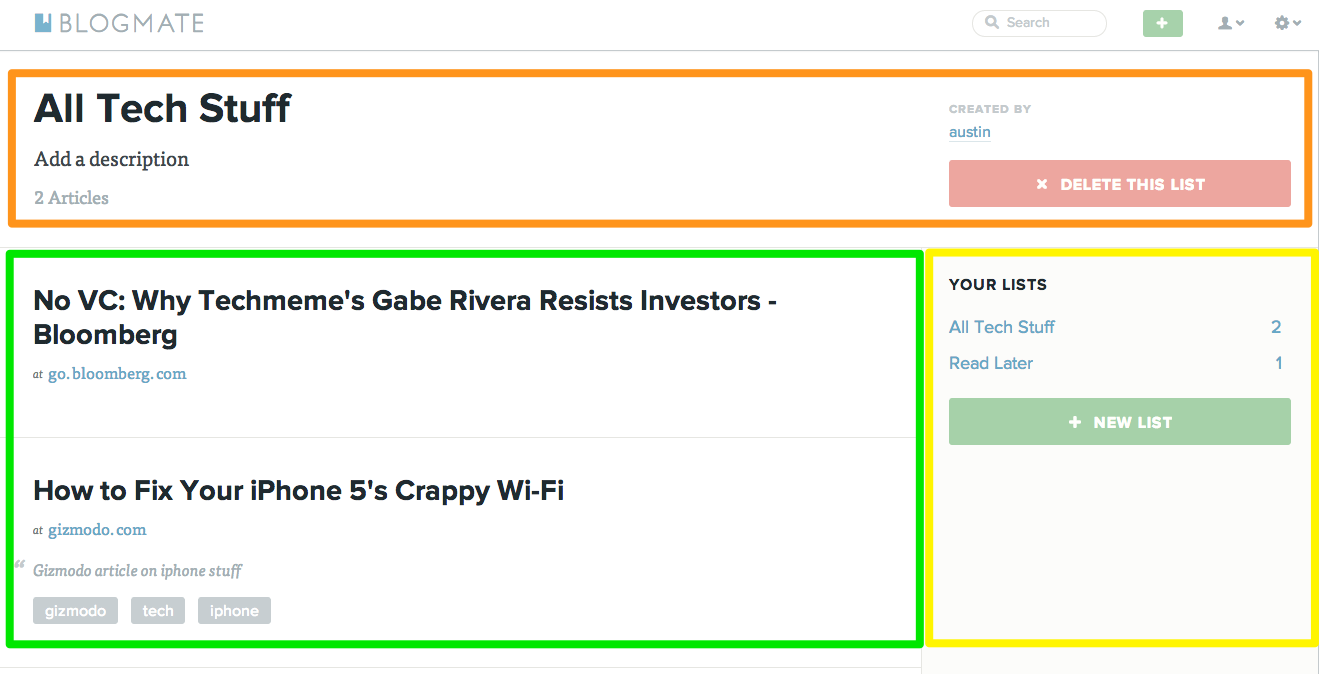 BLOGMATE
Search
All Tech Stuff
Add a description
2 Articles
CREATED BY
austin
× DELETE THIS LIST
No VC: Why Techmeme's Gabe Rivera Resists Investors -
Bloomberg
at go.bloomberg.com
How to Fix Your iPhone 5's Crappy Wi-Fi
at gizmodo.com
“ Gizmodo article on iphone stuff
gizmodo tech iphone
YOUR LISTS
All Tech Stuff 2
Read Later 1
+ NEW LIST